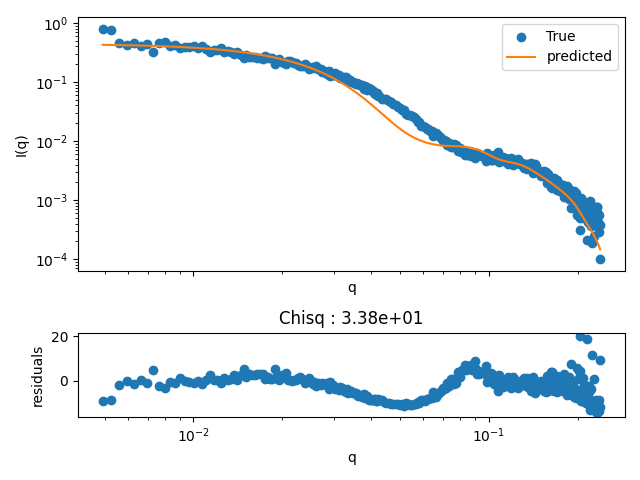 10⁰
10⁻¹
10⁻²
10⁻³
10⁻⁴
I(q)
True
predicted
q
Chisq : 3.38e+01
20
0
residuals
10⁻²
10⁻¹
q